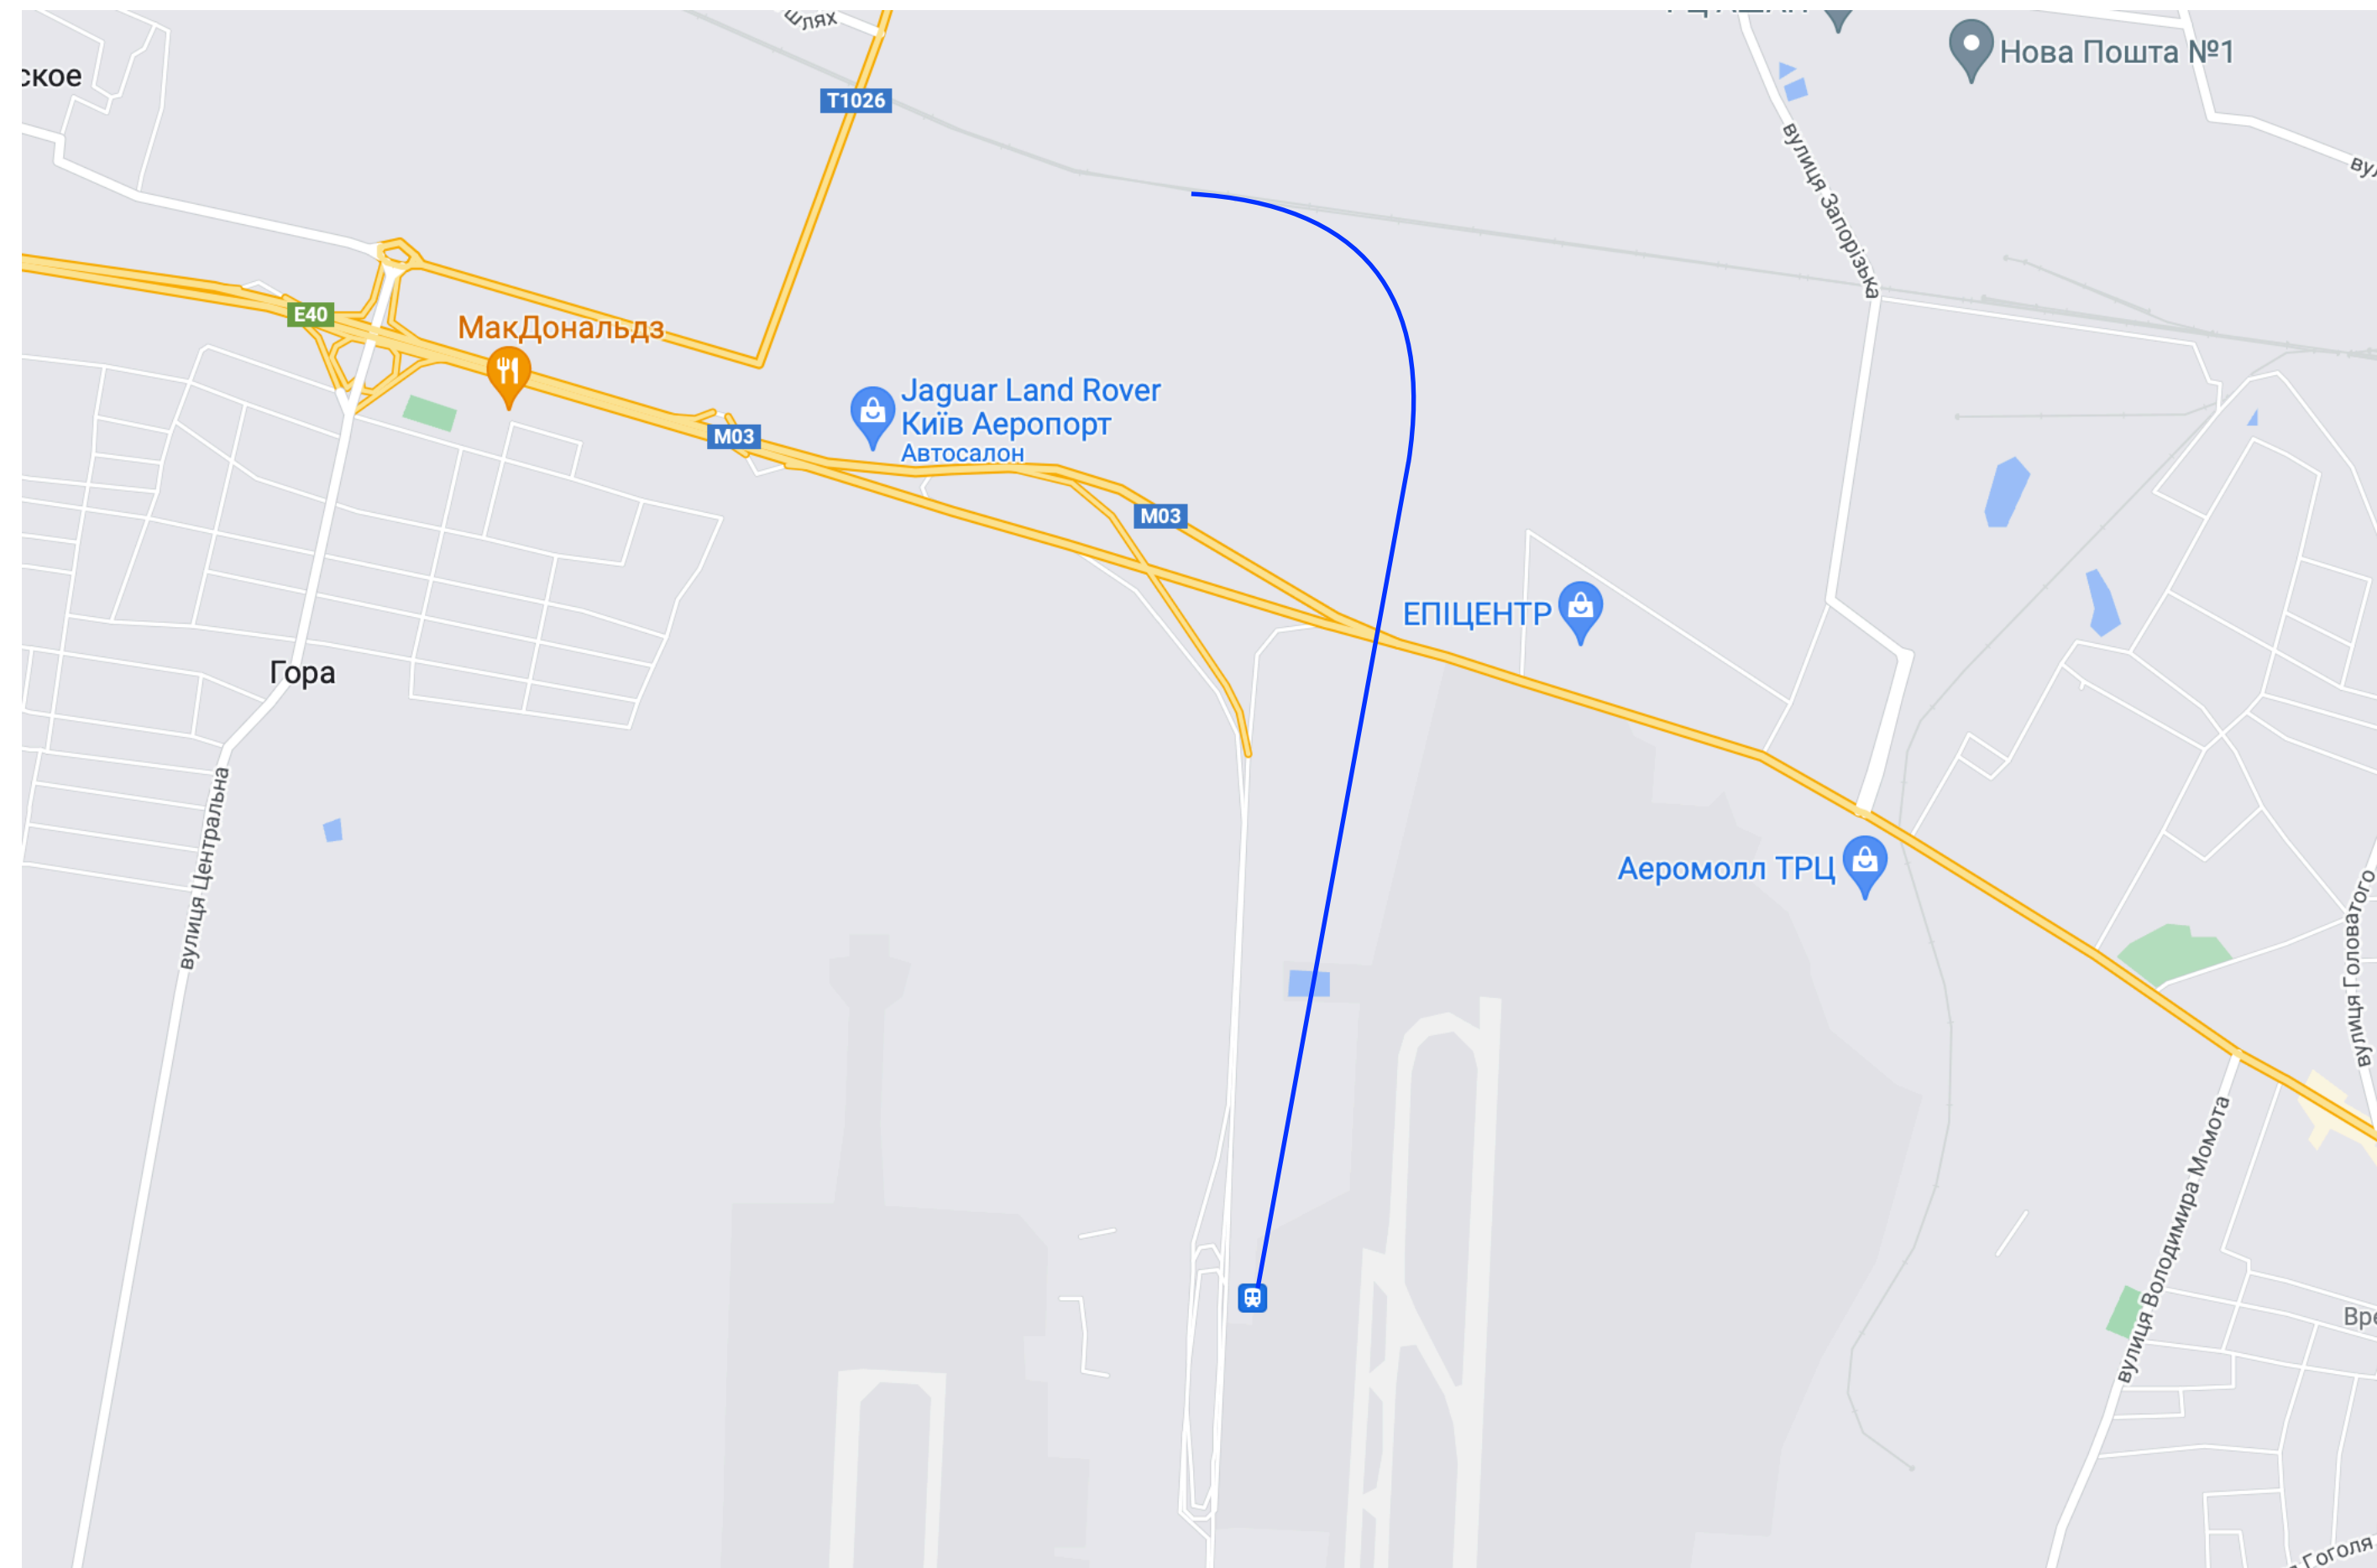 шлях
Нова Пошта №1
ское
T1026
вулиця Запорізька
E40
МакДональдз
Jaguar Land Rover
Київ Аеропорт
Автосалон
M03
M03
ЕПІЦЕНТР
Гора
вулиця Центральна
Аеромолл ТРЦ
вулиця Головатого
вулиця Володимира Момота
Гоголя